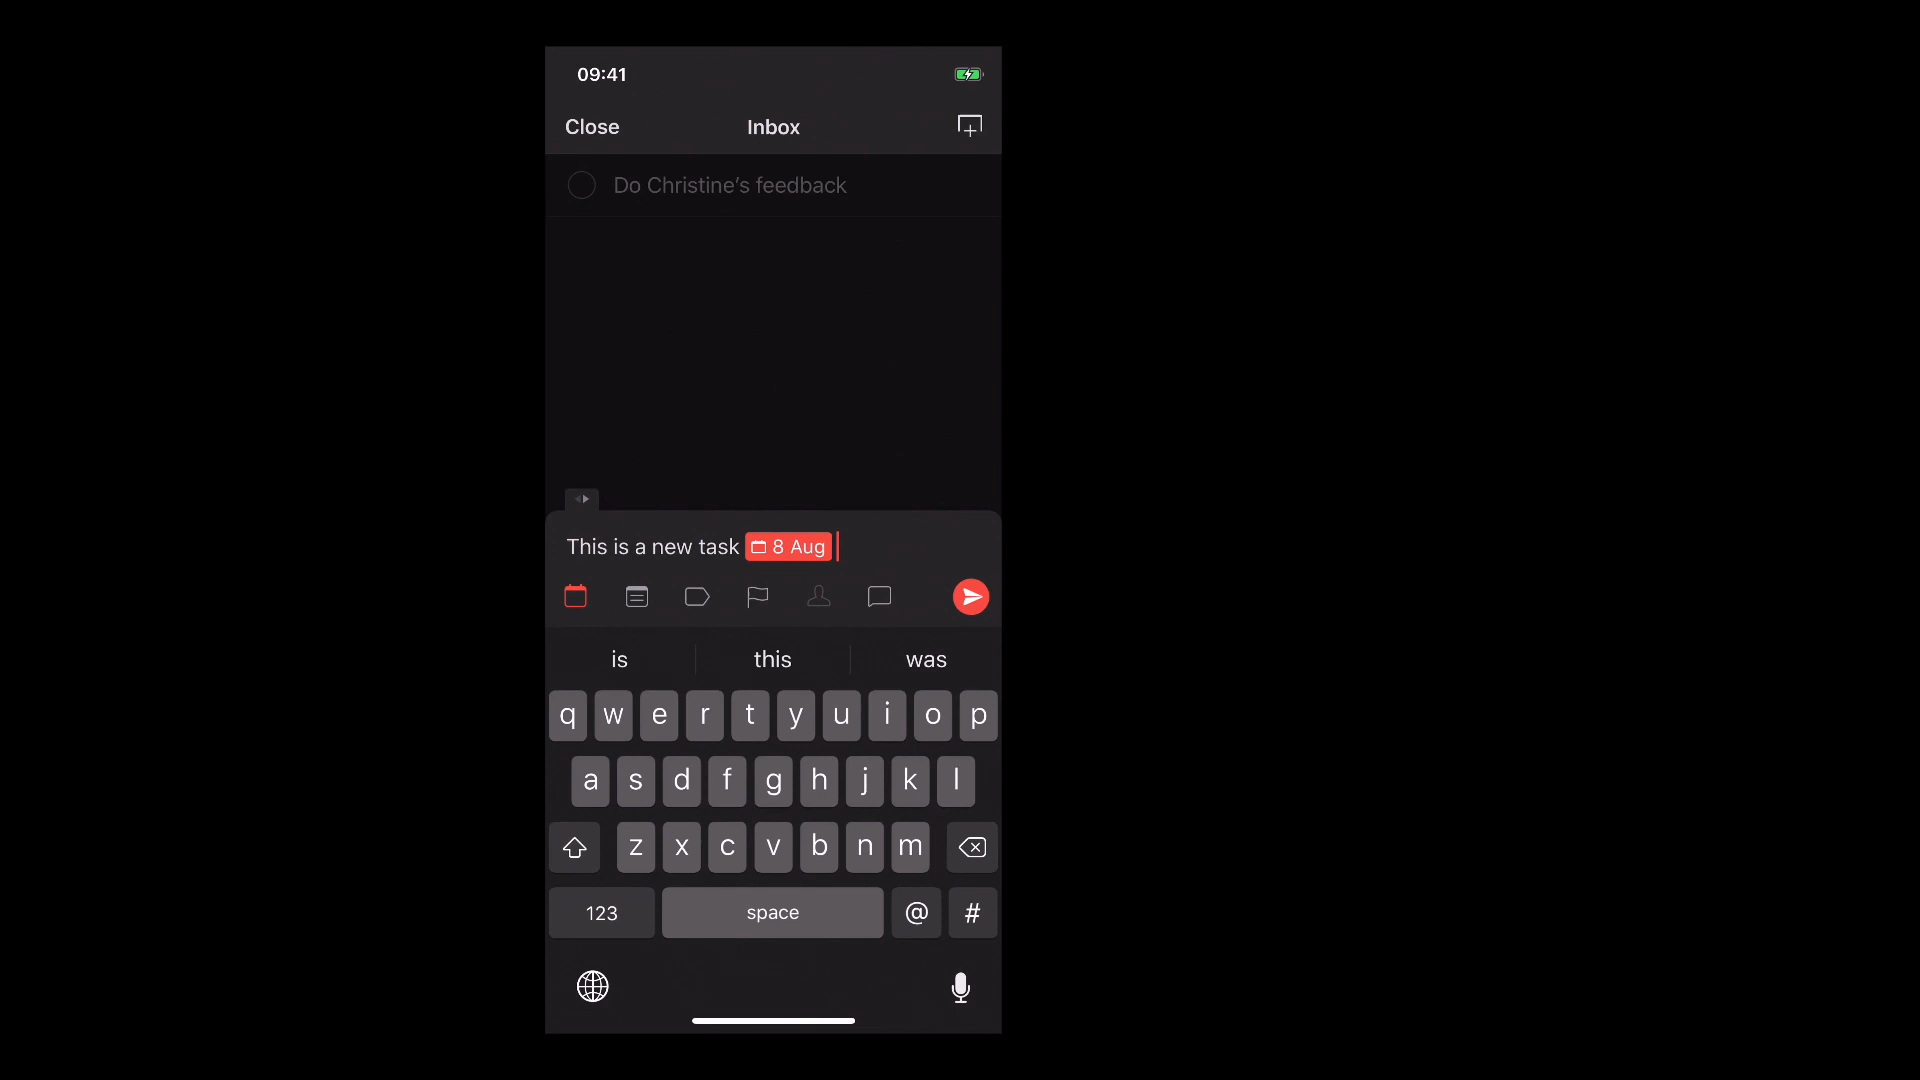 09:41
Close Inbox
Do Christine’s feedback
This is a new task 8 Aug
is this was
q w e r t y u i o p
a s d f g h j k l
z x c v b n m
123 space @ #